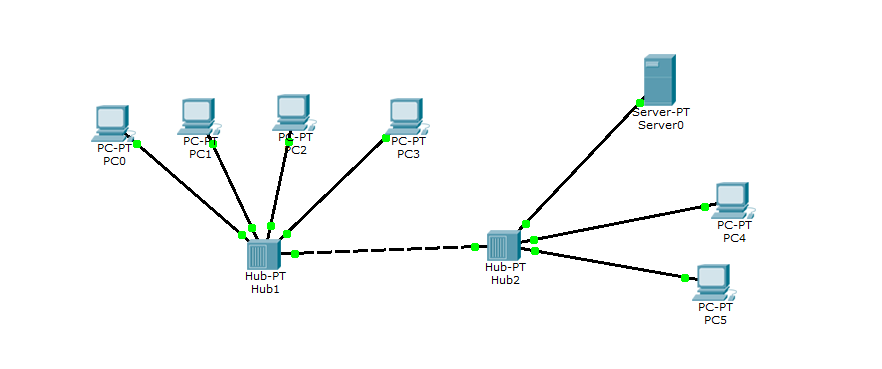 PC-PT
PC0
PC-PT
PC1
PC-PT
PC2
PC-PT
PC3
Server-PT
Server0
PC-PT
PC4
Hub-PT
Hub1
Hub-PT
Hub2
PC-PT
PC5